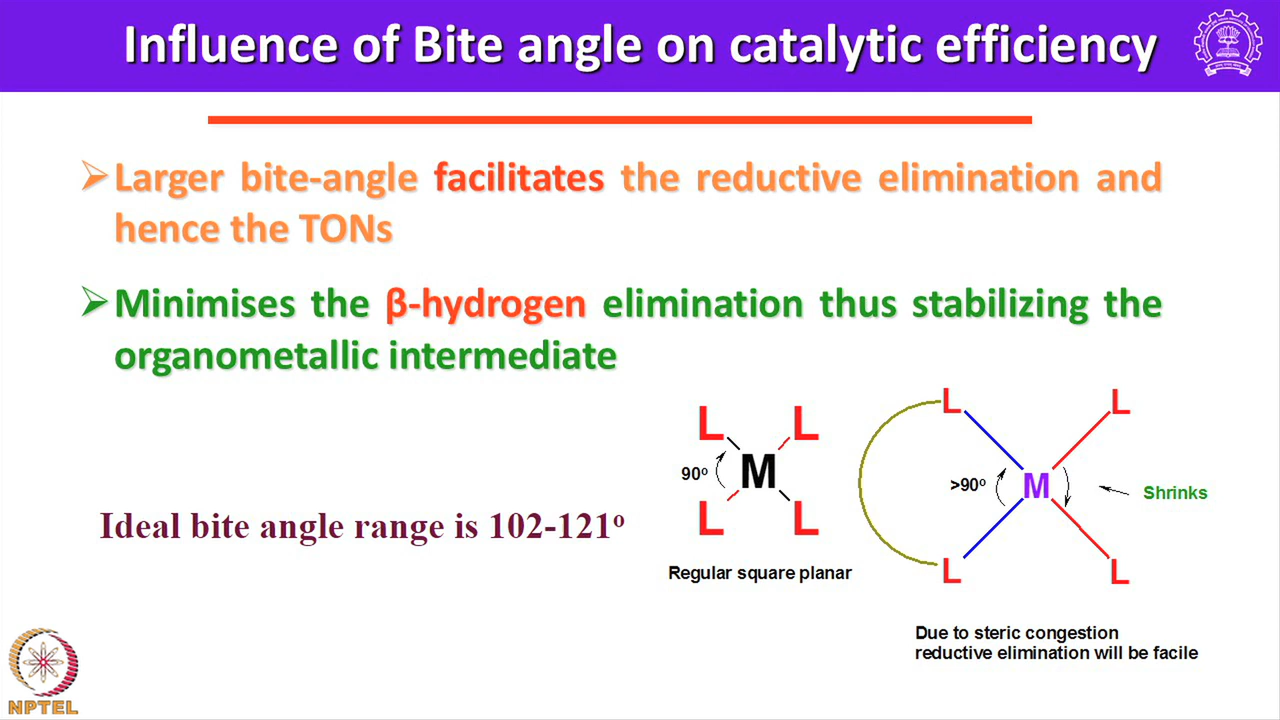 Influence of Bite angle on catalytic efficiency
➢Larger bite-angle facilitates the reductive elimination and
hence the TONs
➢Minimises the β-hydrogen elimination thus stabilizing the
organometallic intermediate
Ideal bite angle range is 102-121º
L L
90º M
L L
Regular square planar
L L
>90º M Shrinks
L L
Due to steric congestion
reductive elimination will be facile
NPTEL